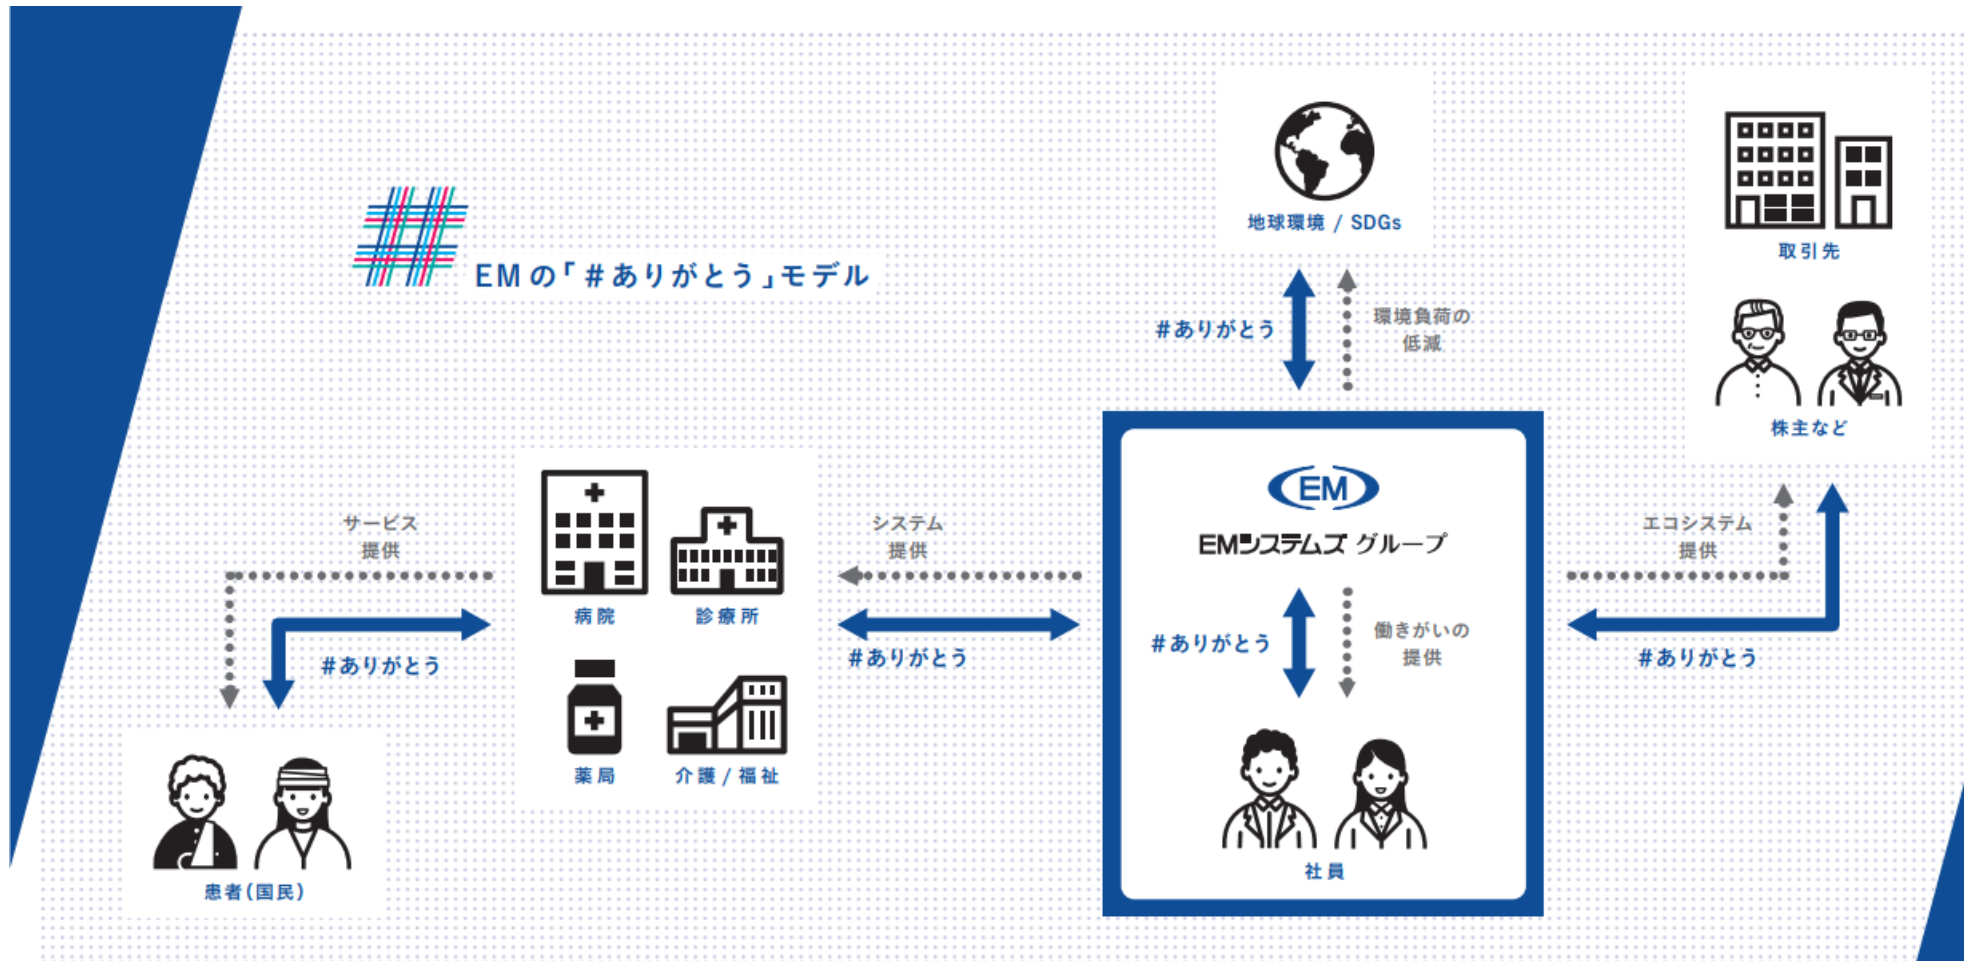 EMの「#ありがとう」モデル
地球環境 / SDGs
取引先
株主など
#ありがとう
環境負荷の
低減
サービス
提供
#ありがとう
患者(国民)
病院
診療所
薬局
介護/福祉
システム
提供
#ありがとう
EM
EMシステムズ グループ
#ありがとう
働きがいの
提供
社員
エコシステム
提供
#ありがとう